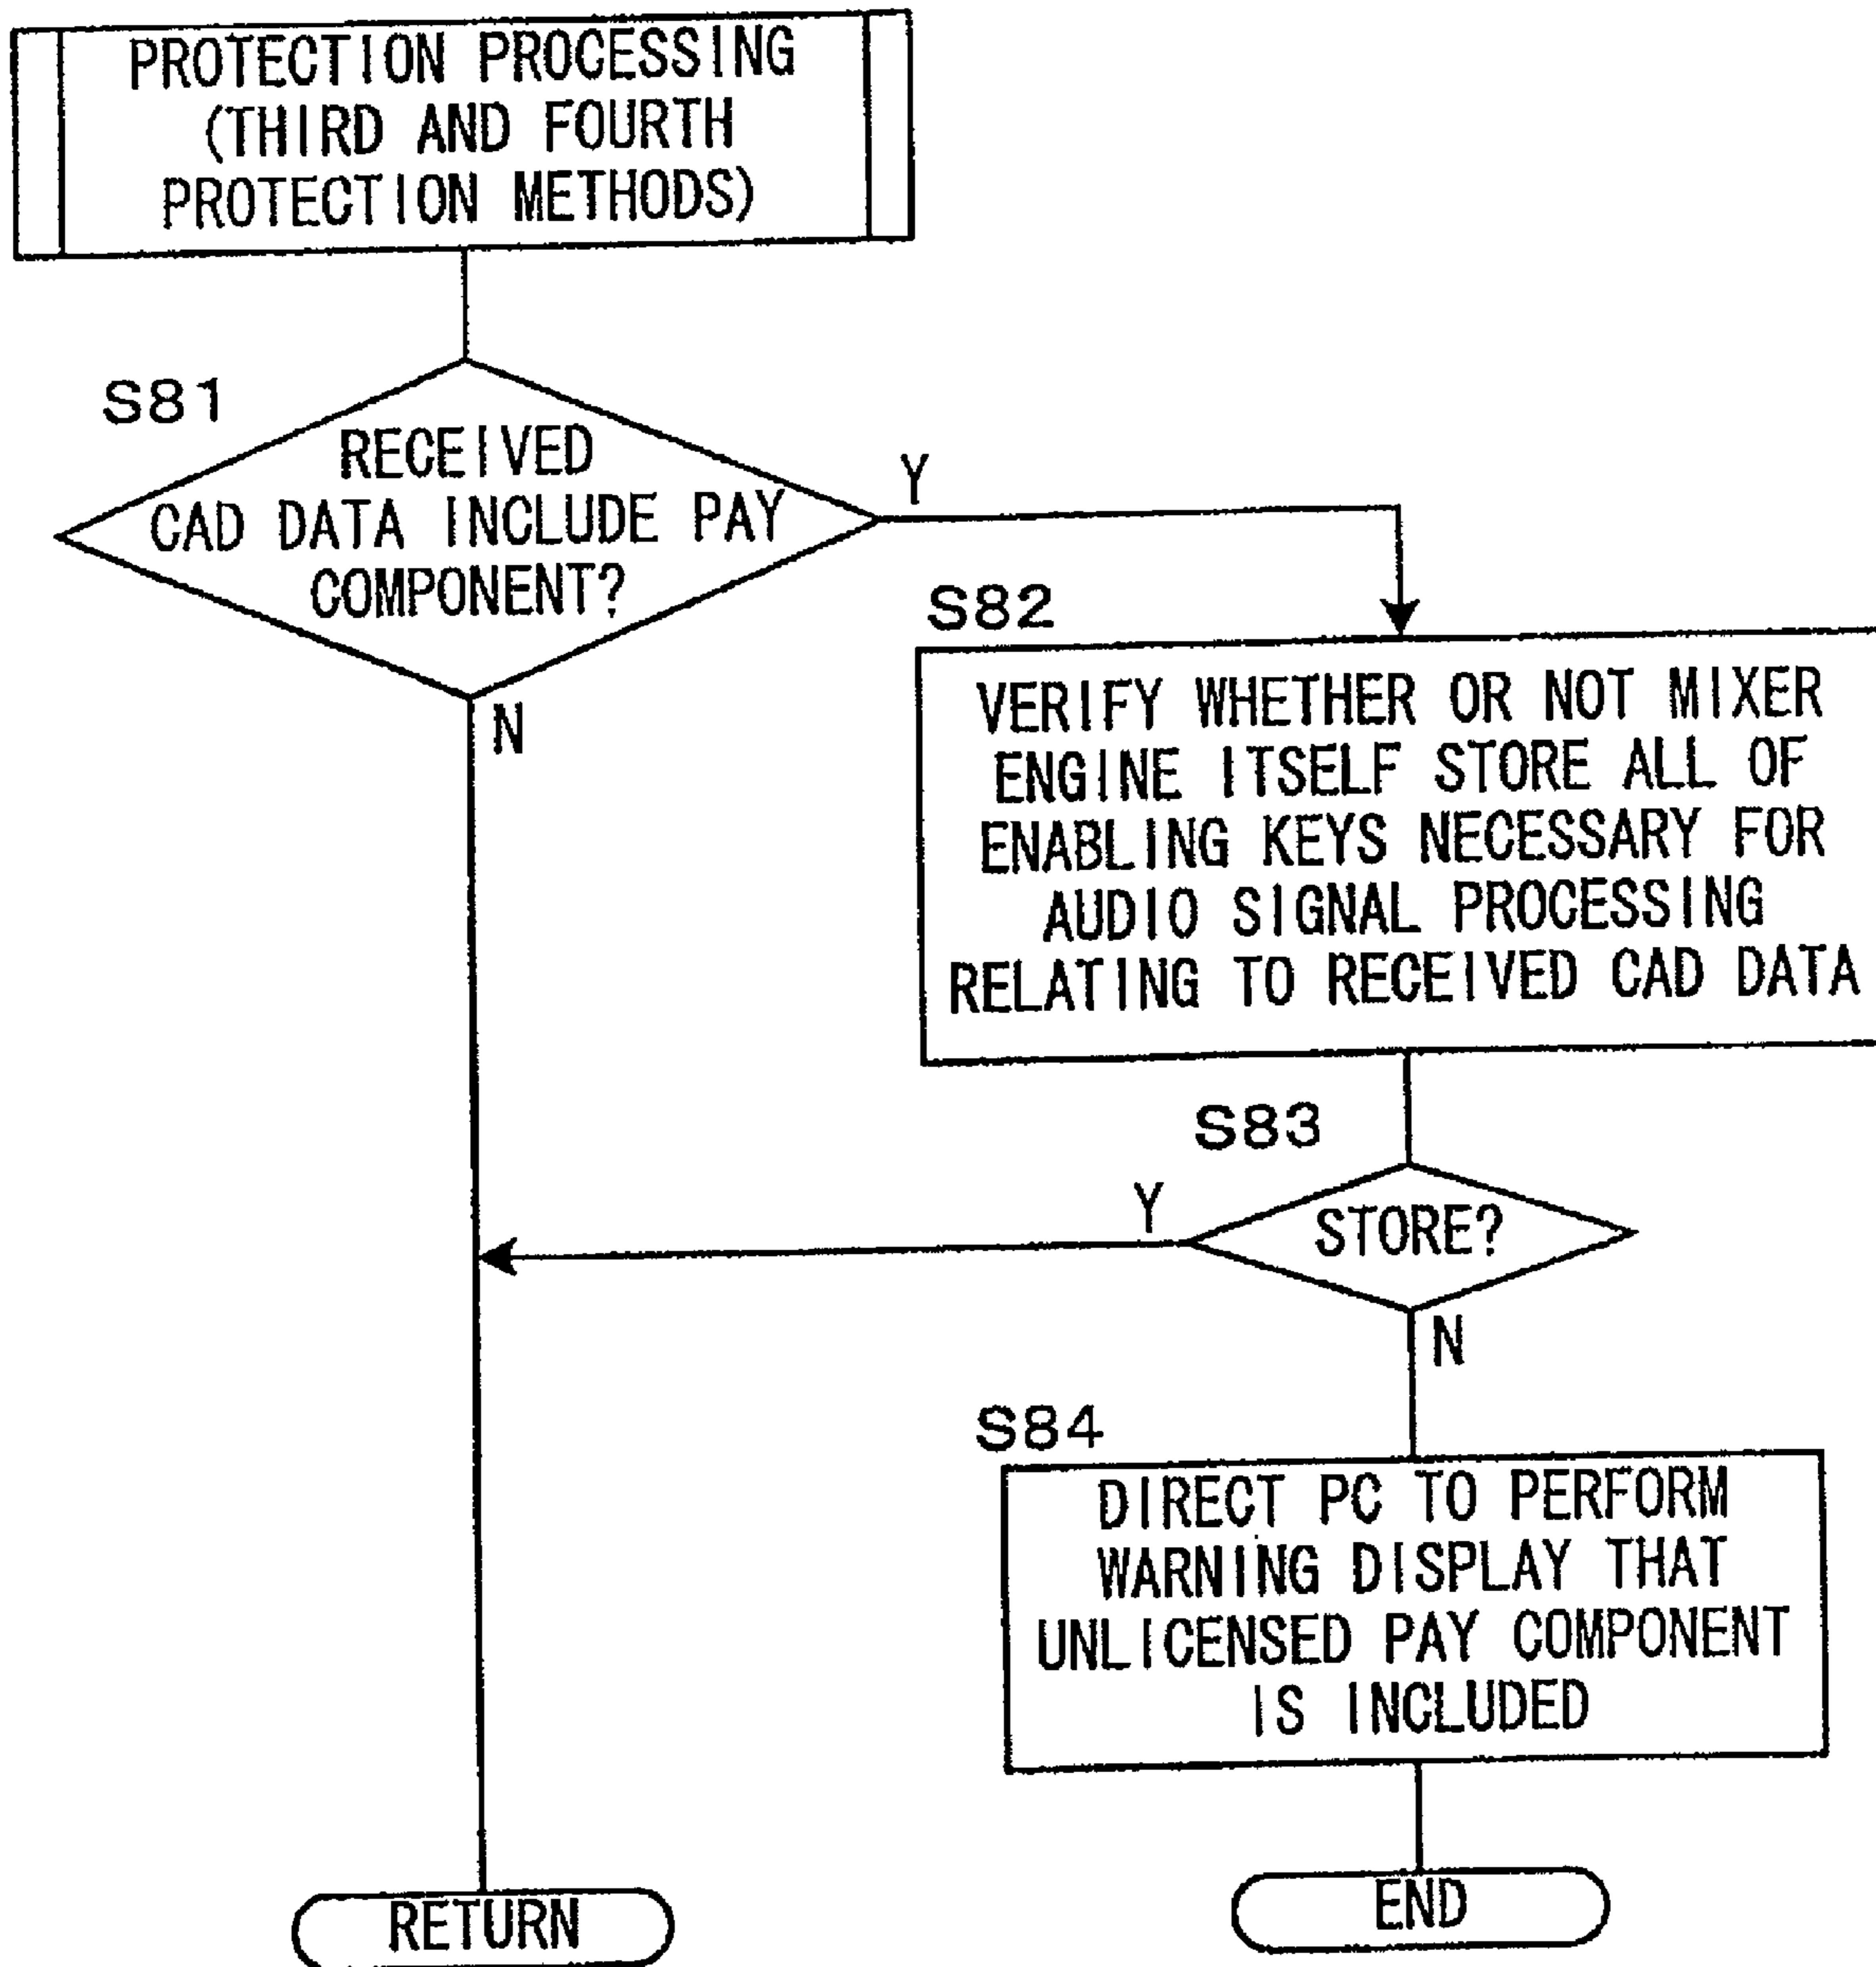 PROTECTION PROCESSING
(THIRD AND FOURTH
PROTECTION METHODS)
S81
RECEIVED
CAD DATA INCLUDE PAY
COMPONENT?
Y
N
S82
VERIFY WHETHER OR NOT MIXER
ENGINE ITSELF STORE ALL OF
ENABLING KEYS NECESSARY FOR
AUDIO SIGNAL PROCESSING
RELATING TO RECEIVED CAD DATA
S83
STORE?
Y
N
S84
DIRECT PC TO PERFORM
WARNING DISPLAY THAT
UNLICENSED PAY COMPONENT
IS INCLUDED
RETURN
END